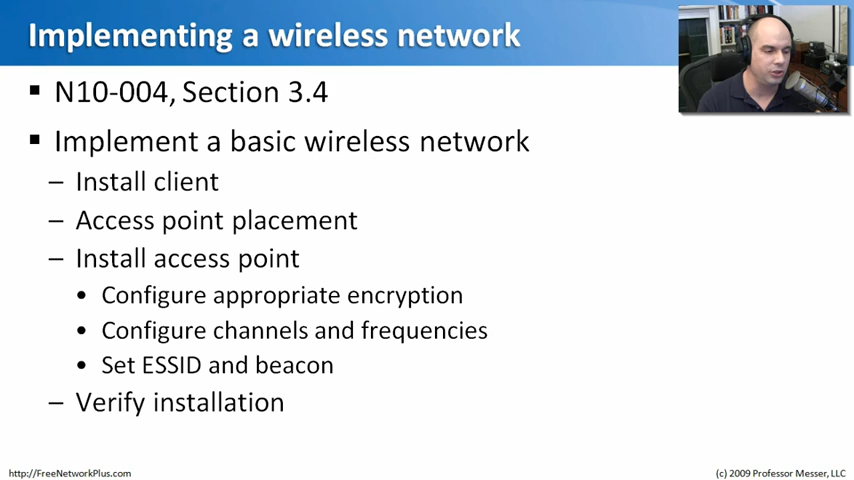 Implementing a wireless network
▪ N10-004, Section 3.4
▪ Implement a basic wireless network
– Install client
– Access point placement
– Install access point
• Configure appropriate encryption
• Configure channels and frequencies
• Set ESSID and beacon
– Verify installation
http://FreeNetworkPlus.com
(c) 2009 Professor Messer, LLC